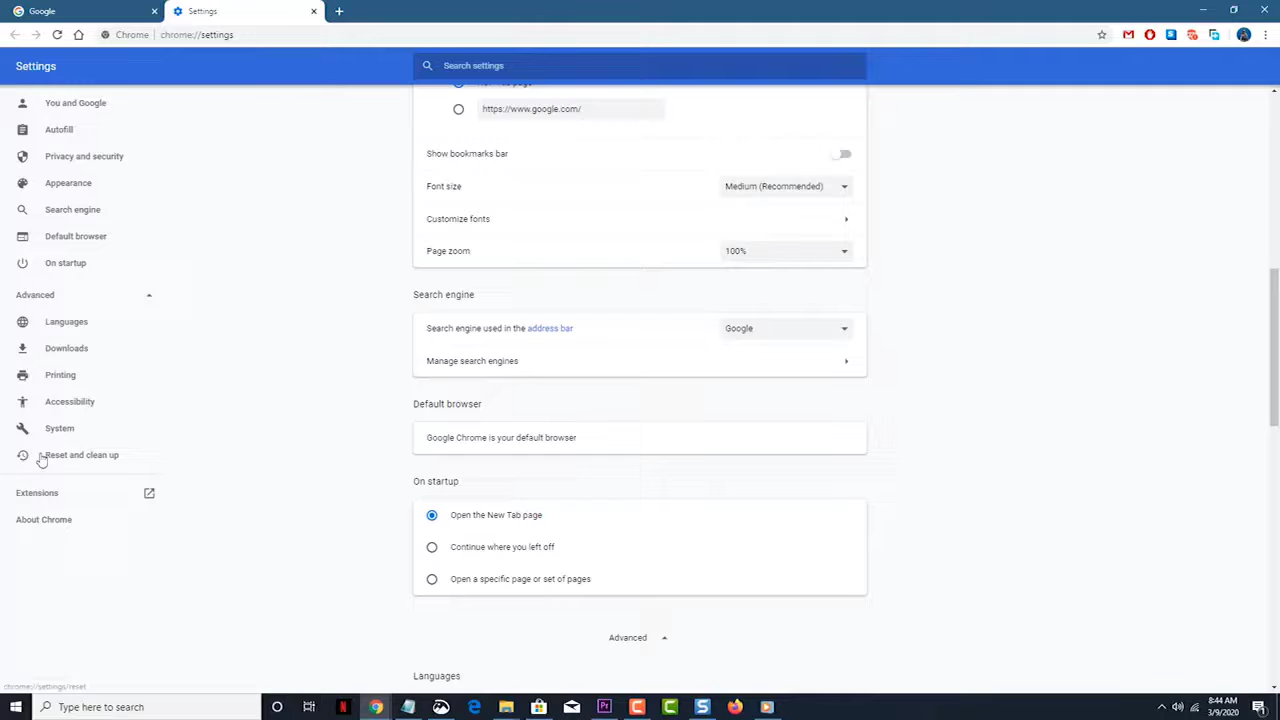 Google
Settings
Chrome | chrome://settings
Settings
Search settings
You and Google
Autofill
Privacy and security
Appearance
Search engine
Default browser
On startup
Advanced
Languages
Downloads
Printing
Accessibility
System
Reset and clean up
Extensions
About Chrome
https://www.google.com/
Show bookmarks bar
Font size
Medium (Recommended)
Customize fonts
Page zoom
100%
Search engine
Search engine used in the address bar
Google
Manage search engines
Default browser
Google Chrome is your default browser
On startup
Open the New Tab page
Continue where you left off
Open a specific page or set of pages
Advanced
Languages
chrome://settings/reset
Type here to search
8:44 AM
3/9/2020